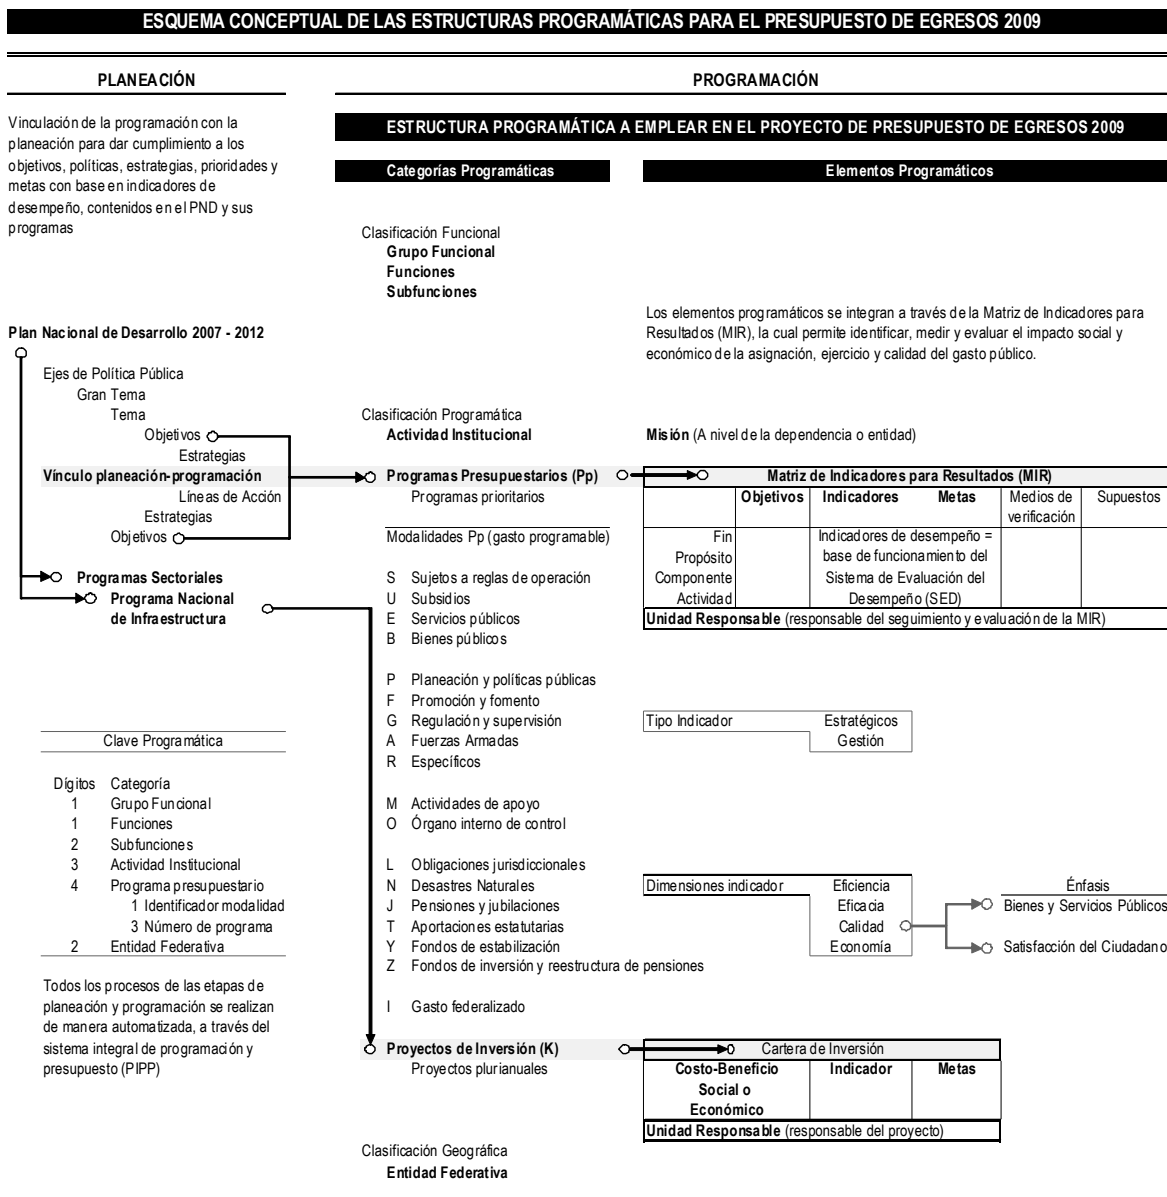 ESQUEMA CONCEPTUAL DE LAS ESTRUCTURAS PROGRAMÁTICAS PARA EL PRESUPUESTO DE EGRESOS 2009
PLANEACIÓN
Vinculación de la programación con la
planeación para dar cumplimiento a los
objetivos, políticas, estrategias, prioridades y
metas con base en indicadores de
desempeño, contenidos en el PND y sus
programas
Plan Nacional de Desarrollo 2007 - 2012
Ejes de Política Pública
Gran Tema
Tema
Objetivos
Estrategias
Vínculo planeación-programación
Líneas de Acción
Estrategias
Objetivos
Programas Sectoriales
Programa Nacional
de Infraestructura
Clave Programática
Dígitos Categoría
1 Grupo Funcional
1 Funciones
2 Subfunciones
3 Actividad Institucional
4 Programa presupuestario
1 Identificador modalidad
3 Número de programa
2 Entidad Federativa
Todos los procesos de las etapas de
planeación y programación se realizan
de manera automatizada, a través del
sistema integral de programación y
presupuesto (PIPP)
PROGRAMACIÓN
ESTRUCTURA PROGRAMÁTICA A EMPLEAR EN EL PROYECTO DE PRESUPUESTO DE EGRESOS 2009
Categorías Programáticas
Clasificación Funcional
Grupo Funcional
Funciones
Subfunciones
Clasificación Programática
Actividad Institucional
Programas Presupuestarios (Pp)
Programas prioritarios
Modalidades Pp (gasto programable)
S Sujetos a reglas de operación
U Subsidios
E Servicios públicos
B Bienes públicos
P Planeación y políticas públicas
F Promoción y fomento
G Regulación y supervisión
A Fuerzas Armadas
R Específicos
M Actividades de apoyo
O Órgano interno de control
L Obligaciones jurisdiccionales
N Desastres Naturales
J Pensiones y jubilaciones
T Aportaciones estatutarias
Y Fondos de estabilización
Z Fondos de inversión y reestructura de pensiones
I Gasto federalizado
Proyectos de Inversión (K)
Proyectos plurianuales
Clasificación Geográfica
Entidad Federativa
Elementos Programáticos
Los elementos programáticos se integran a través de la Matriz de Indicadores para
Resultados (MIR), la cual permite identificar, medir y evaluar el impacto social y
económico de la asignación, ejercicio y calidad del gasto público.
Misión (A nivel de la dependencia o entidad)
Matriz de Indicadores para Resultados (MIR)
Objetivos Indicadores Metas Medios de Supuestos
verificación
Fin Indicadores de desempeño =
Propósito base de funcionamiento del
Componente Sistema de Evaluación del
Actividad Desempeño (SED)
Unidad Responsable (responsable del seguimiento y evaluación de la MIR)
Tipo Indicador Estratégicos
Gestión
Dimensiones indicador Eficiencia Énfasis
Eficacia Bienes y Servicios Públicos
Calidad
Economía Satisfacción del Ciudadano
Cartera de Inversión
Costo-Beneficio Indicador Metas
Social o
Económico
Unidad Responsable (responsable del proyecto)